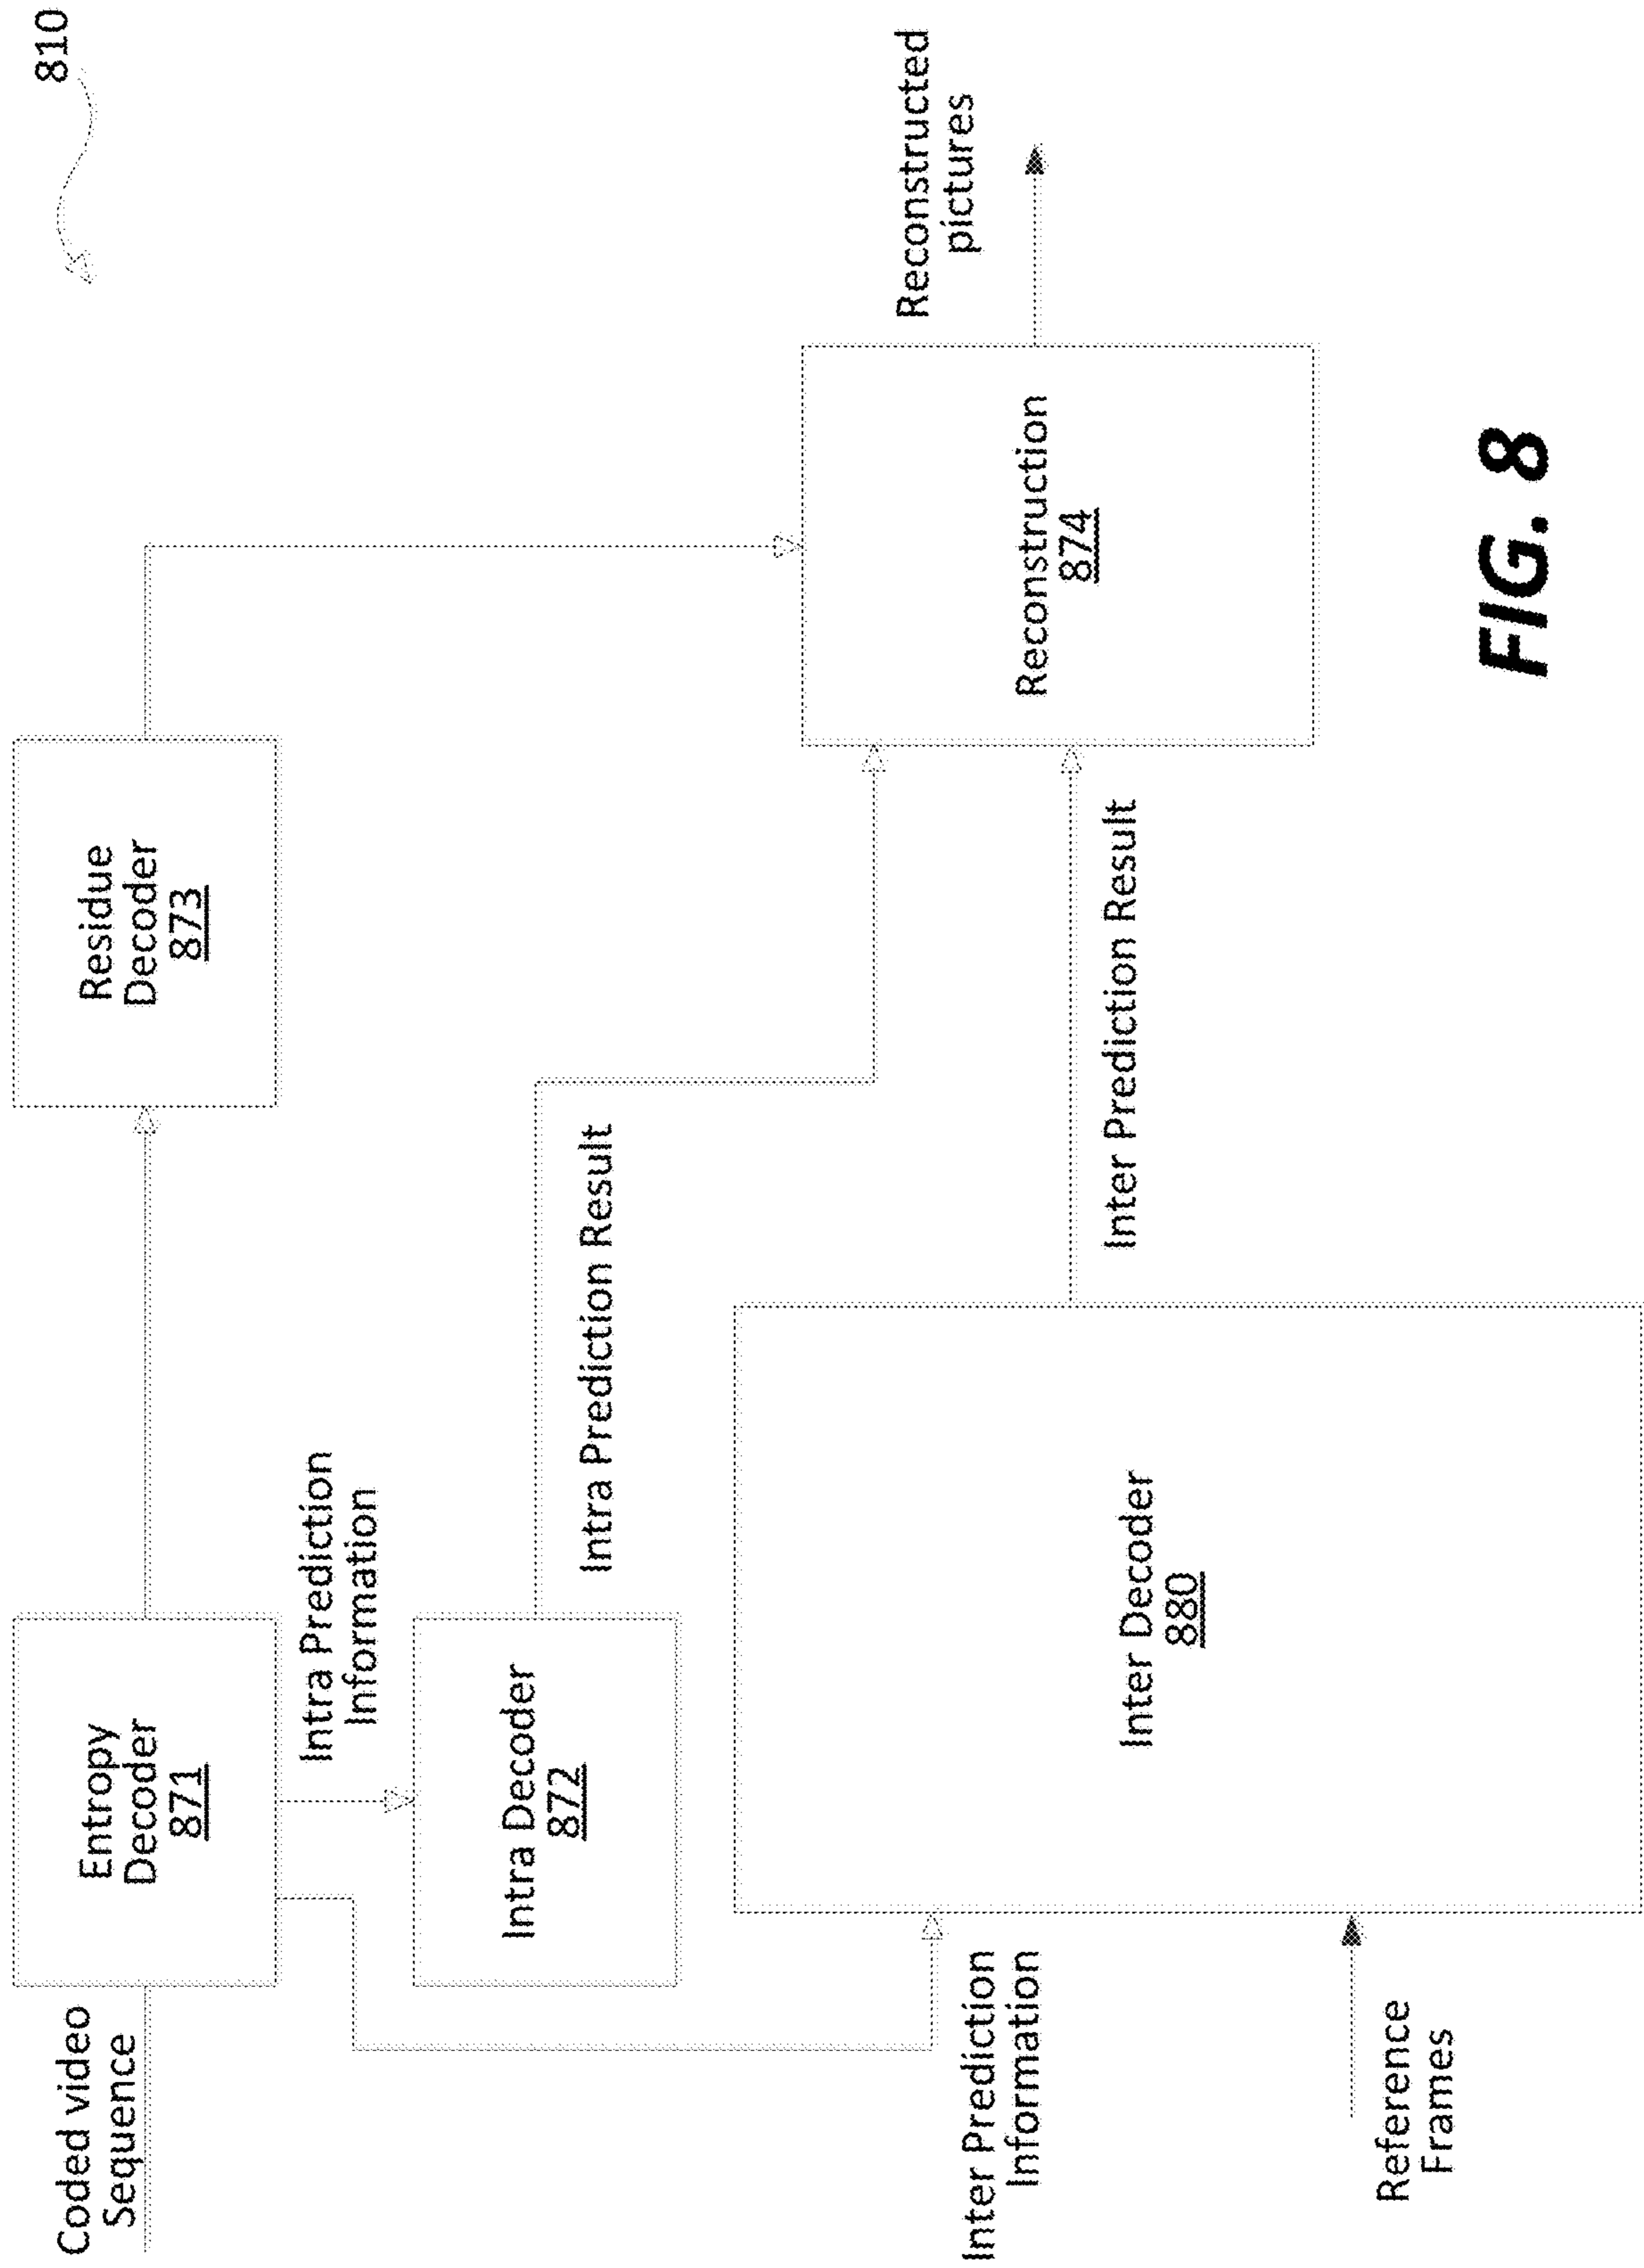 810
Coded video
Sequence
Entropy
Decoder
871
Residue
Decoder
873
Intra Prediction
Information
Intra Decoder
872
Intra Prediction Result
Reconstructed
pictures
Inter Prediction
Information
Inter Decoder
880
Inter Prediction Result
Reconstruction
874
Reference
Frames
FIG. 8